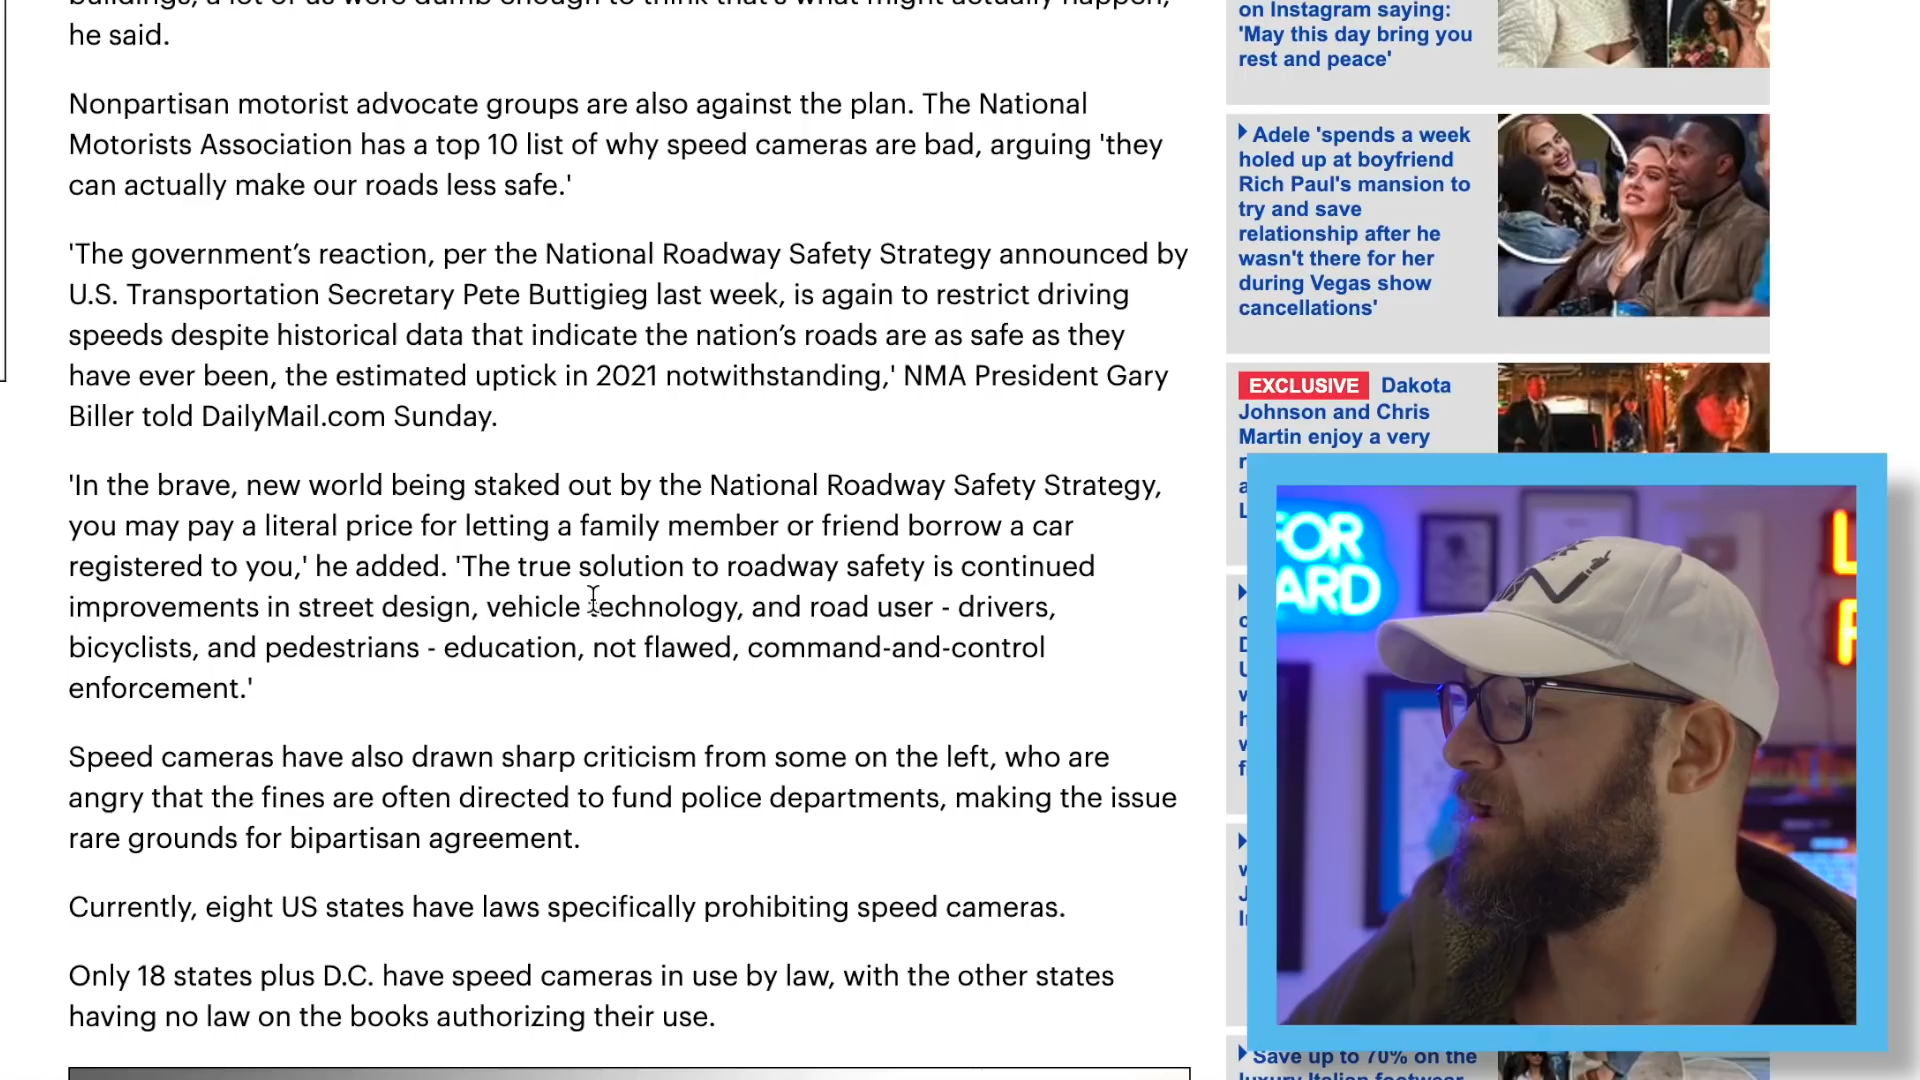 he said.
Nonpartisan motorist advocate groups are also against the plan. The National
Motorists Association has a top 10 list of why speed cameras are bad, arguing 'they
can actually make our roads less safe.'
'The government’s reaction, per the National Roadway Safety Strategy announced by
U.S. Transportation Secretary Pete Buttigieg last week, is again to restrict driving
speeds despite historical data that indicate the nation’s roads are as safe as they
have ever been, the estimated uptick in 2021 notwithstanding,' NMA President Gary
Biller told DailyMail.com Sunday.
'In the brave, new world being staked out by the National Roadway Safety Strategy,
you may pay a literal price for letting a family member or friend borrow a car
registered to you,' he added. 'The true solution to roadway safety is continued
improvements in street design, vehicle technology, and road user - drivers,
bicyclists, and pedestrians - education, not flawed, command-and-control
enforcement.'
Speed cameras have also drawn sharp criticism from some on the left, who are
angry that the fines are often directed to fund police departments, making the issue
rare grounds for bipartisan agreement.
Currently, eight US states have laws specifically prohibiting speed cameras.
Only 18 states plus D.C. have speed cameras in use by law, with the other states
having no law on the books authorizing their use.
on Instagram saying:
'May this day bring you
rest and peace'
Adele 'spends a week
holed up at boyfriend
Rich Paul's mansion to
try and save
relationship after he
wasn't there for her
during Vegas show
cancellations'
EXCLUSIVE Dakota
Johnson and Chris
Martin enjoy a very
FOR
ARD
Save up to 70% on the
luxury Italian footwear